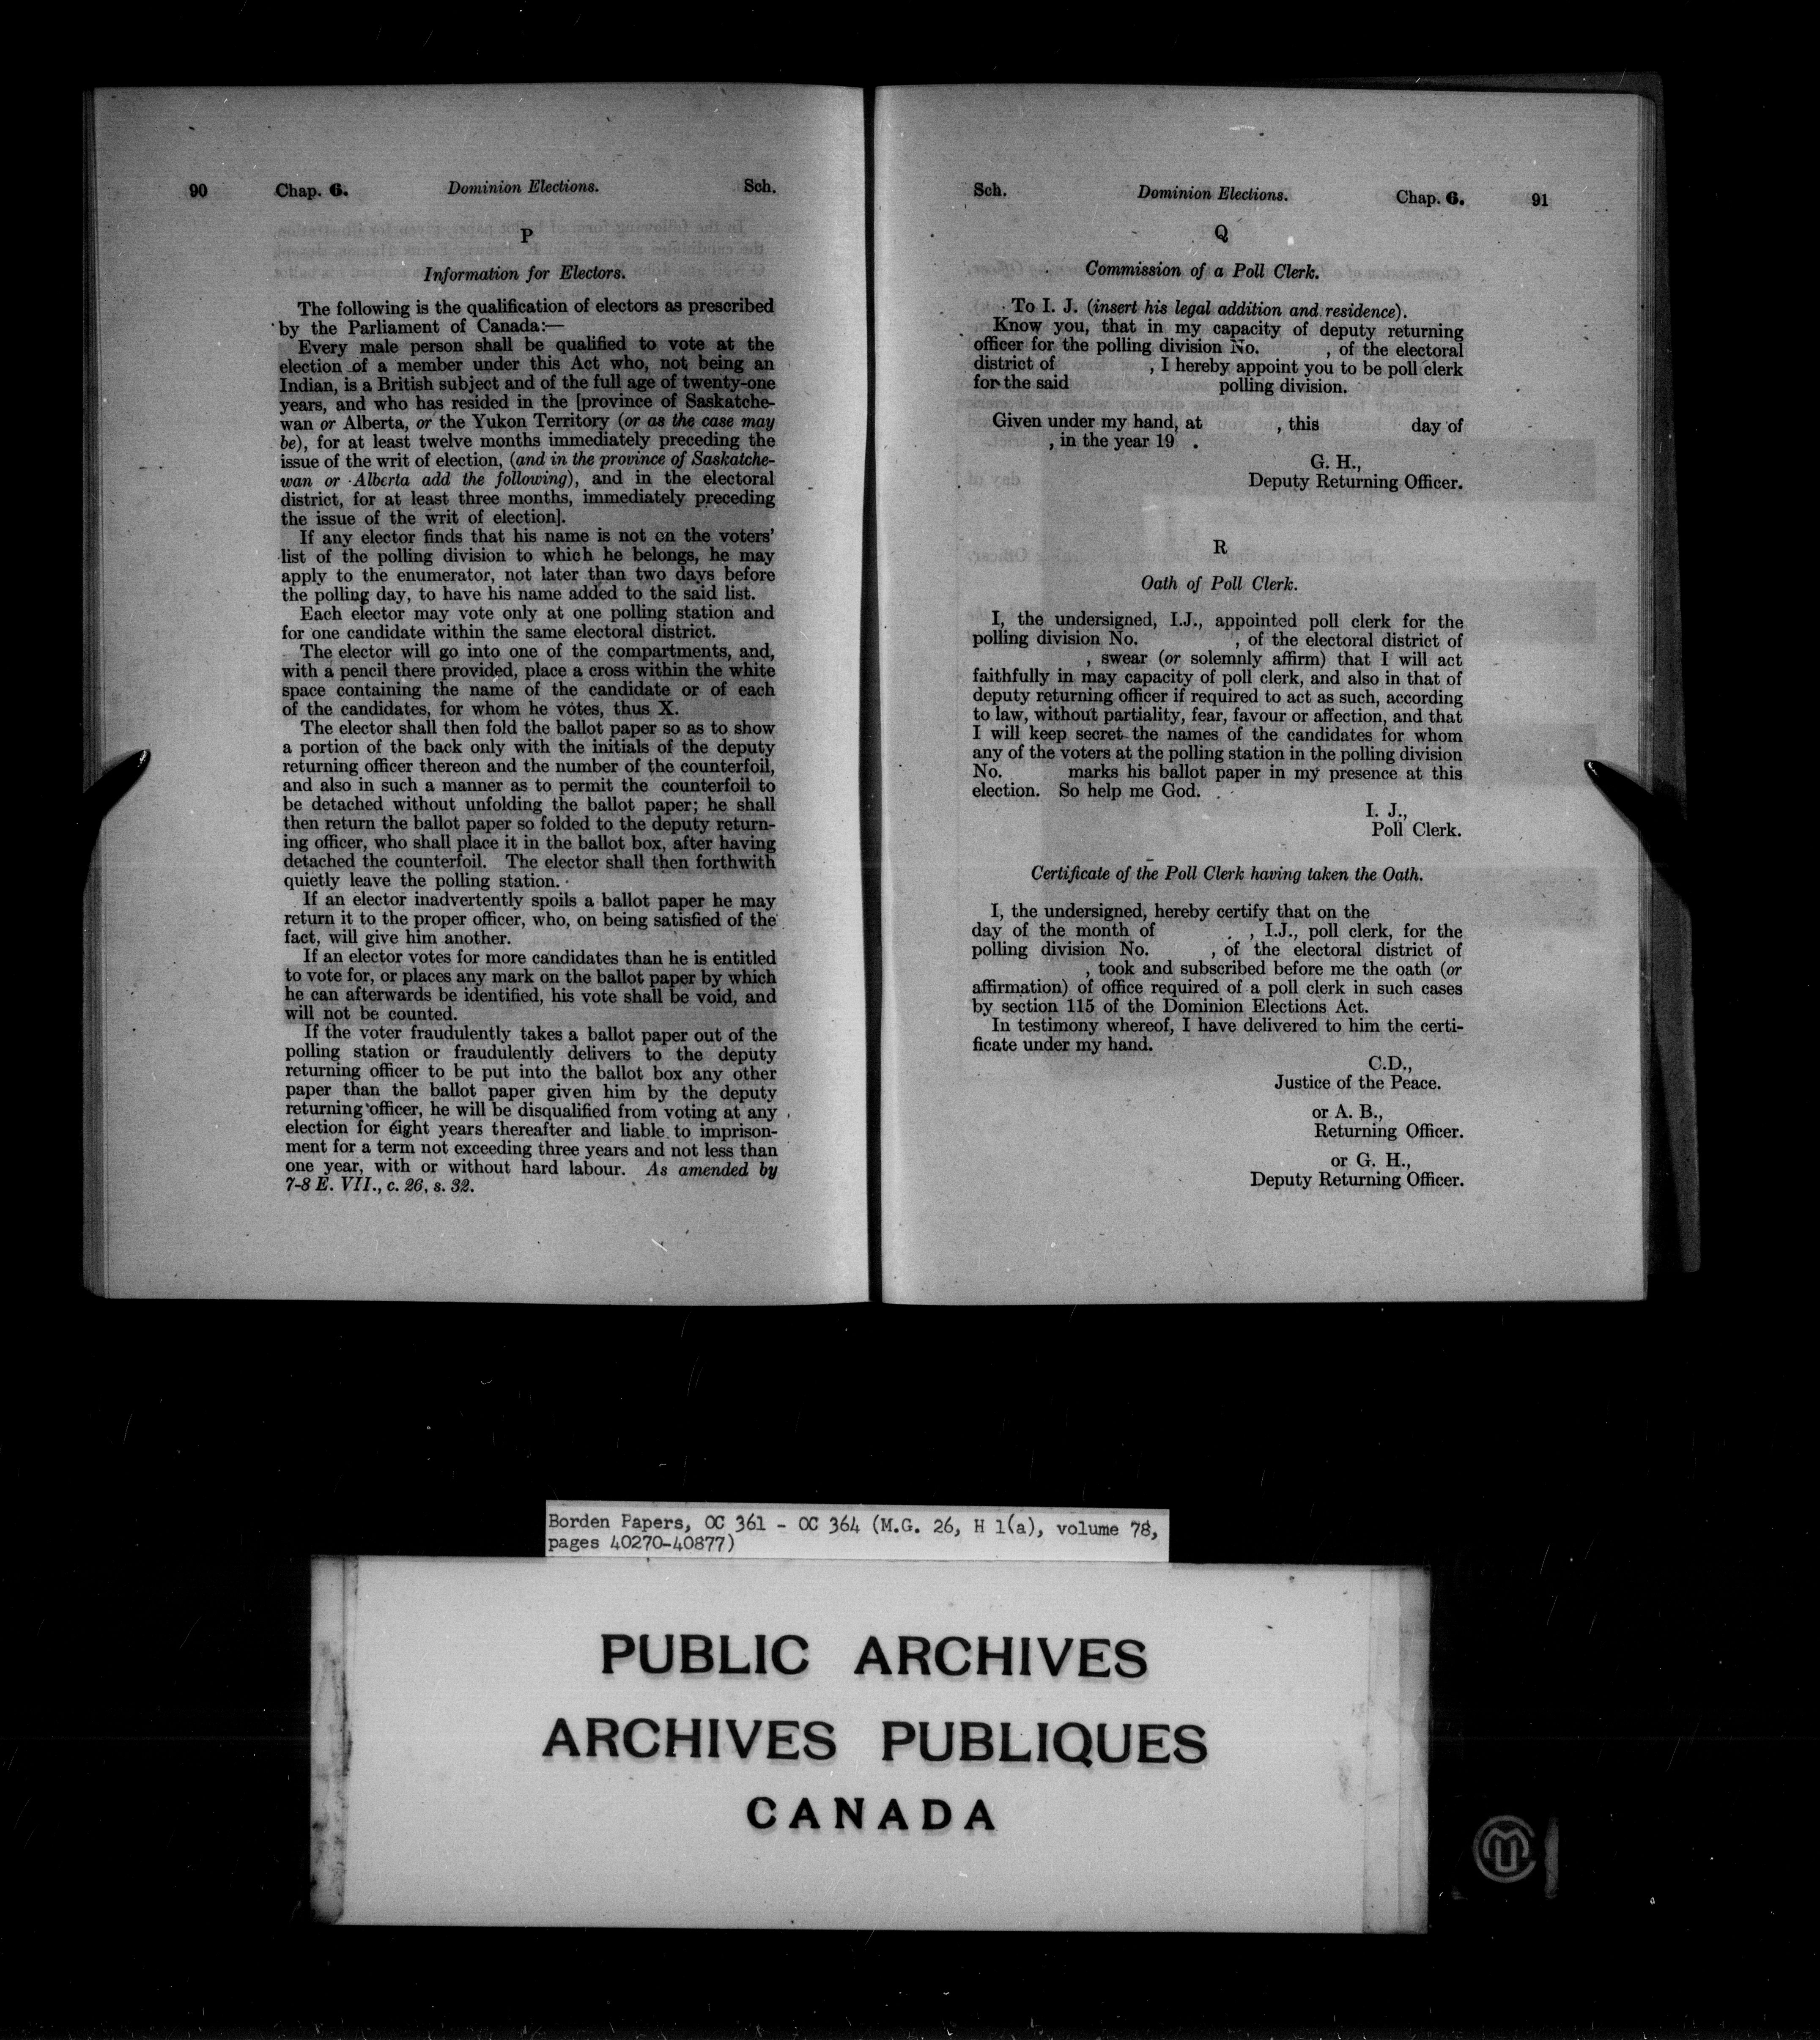 90 Chap. 6. Dominion Elections. Sch.
P
Information for Electors.
The following is the qualification of electors as prescribed
by the Parliament of Canada:—
Every male person shall be qualified to vote at the
election of a member under this Act who, not being an
Indian, is a British subject and of the full age of twenty-one
years, and who has resided in the [province of Saskatche-
wan or Alberta, or the Yukon Territory (or as the case may
be), for at least twelve months immediately preceding the
issue of the writ of election, (and in the province of Saskatche-
wan or Alberta add the following), and in the electoral
district, for at least three months, immediately preceding
the issue of the writ of election].
If any elector finds that his name is not on the voters'
list of the polling division to which he belongs, he may
apply to the enumerator, not later than two days before
the polling day, to have his name added to the said list.
Each elector may vote only at one polling station and
for one candidate within the same electoral district.
The elector will go into one of the compartments, and,
with a pencil there provided, place a cross within the white
space containing the name of the candidate or of each
of the candidates, for whom he votes, thus X.
The elector shall then fold the ballot paper so as to show
a portion of the back only with the initials of the deputy
returning officer thereon and the number of the counterfoil,
and also in such a manner as to permit the counterfoil to
be detached without unfolding the ballot paper; he shall
then return the ballot paper so folded to the deputy return-
ing officer, who shall place it in the ballot box, after having
detached the counterfoil. The elector shall then forthwith
quietly leave the polling station.
If an elector inadvertently spoils a ballot paper he may
return it to the proper officer, who, on being satisfied of the
fact, will give him another.
If an elector votes for more candidates than he is entitled
to vote for, or places any mark on the ballot paper by which
he can afterwards be identified, his vote shall be void, and
will not be counted.
If the voter fraudulently takes a ballot paper out of the
polling station or fraudulently delivers to the deputy
returning officer to be put into the ballot box any other
paper than the ballot paper given him by the deputy
returning officer, he will be disqualified from voting at any
election for eight years thereafter and liable to imprison-
ment for a term not exceeding three years and not less than
one year, with or without hard labour. As amended by
7-8 E. VII., c. 26, s. 32.
Sch. Dominion Elections. Chap. 6. 91
Q
Commission of a Poll Clerk.
To I. J. (insert his legal addition and residence).
Know you, that in my capacity of deputy returning
officer for the polling division No. , of the electoral
district of , I hereby appoint you to be poll clerk
for the said polling division.
Given under my hand, at , this day of
, in the year 19 .
G. H.,
Deputy Returning Officer.
R
Oath of Poll Clerk.
I, the undersigned, I.J., appointed poll clerk for the
polling division No. , of the electoral district of
, swear (or solemnly affirm) that I will act
faithfully in may capacity of poll clerk, and also in that of
deputy returning officer if required to act as such, according
to law, without partiality, fear, favour or affection, and that
I will keep secret the names of the candidates for whom
any of the voters at the polling station in the polling division
No. marks his ballot paper in my presence at this
election. So help me God.
I. J.,
Poll Clerk.
Certificate of the Poll Clerk having taken the Oath.
I, the undersigned, hereby certify that on the
day of the month of , I.J., poll clerk, for the
polling division No. , of the electoral district of
, took and subscribed before me the oath (or
affirmation) of office required of a poll clerk in such cases
by section 115 of the Dominion Elections Act.
In testimony whereof, I have delivered to him the certi-
ficate under my hand.
C.D.,
Justice of the Peace.
or A. B.,
Returning Officer.
or G. H.,
Deputy Returning Officer.
Borden Papers, OC 361 - OC 364 (M.G. 26, H 1(a), volume 78,
pages 40270-40877)
PUBLIC ARCHIVES
ARCHIVES PUBLIQUES
CANADA